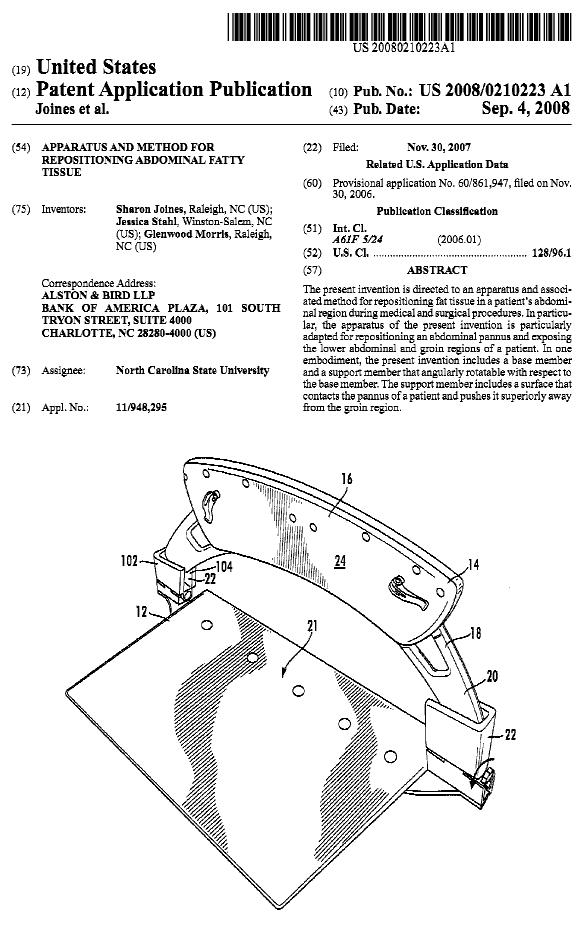 US 20080210223A1
(19) United States
(12) Patent Application Publication
Joines et al.
(10) Pub. No.: US 2008/0210223 A1
(43) Pub. Date: Sep. 4, 2008
(54) APPARATUS AND METHOD FOR
REPOSITIONING ABDOMINAL FATTY
TISSUE
(75) Inventors: Sharon Joines, Raleigh, NC (US);
Jessica Stahl, Winston-Salem, NC
(US); Glenwood Morris, Raleigh,
NC (US)
Correspondence Address:
ALSTON & BIRD LLP
BANK OF AMERICA PLAZA, 101 SOUTH
TRYON STREET, SUITE 4000
CHARLOTTE, NC 28280-4000 (US)
(73) Assignee: North Carolina State University
(21) Appl. No.: 11/948,295
(22) Filed: Nov. 30, 2007
Related U.S. Application Data
(60) Provisional application No. 60/861,947, filed on Nov.
30, 2006.
Publication Classification
(51) Int. Cl.
A61F 5/24 (2006.01)
(52) U.S. Cl. ........................................................ 128/96.1
(57) ABSTRACT
The present invention is directed to an apparatus and associ-
ated method for repositioning fat tissue in a patient's abdomi-
nal region during medical and surgical procedures. In particu-
lar, the apparatus of the present invention is particularly
adapted for repositioning an abdominal pannus and exposing
the lower abdominal and groin regions of a patient. In one
embodiment, the present invention includes a base member
and a support member that angularly rotatable with respect to
the base member. The support member includes a surface that
contacts the pannus of a patient and pushes it superiorly away
from the groin region.
16
24
14
102
104
22
12
21
18
20
22